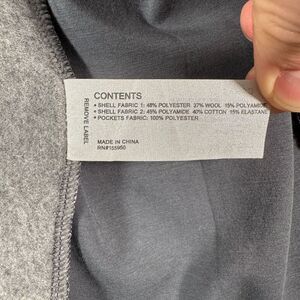 CONTENTS
• SHELL FABRIC 1: 48% POLYESTER 37% WOOL 15% POLYAMIDE
• SHELL FABRIC 2: 45% POLYAMIDE 40% COTTON 15% ELASTANE
• POCKETS FABRIC: 100% POLYESTER
MADE IN CHINA
RN#155950
REMOVE LABEL